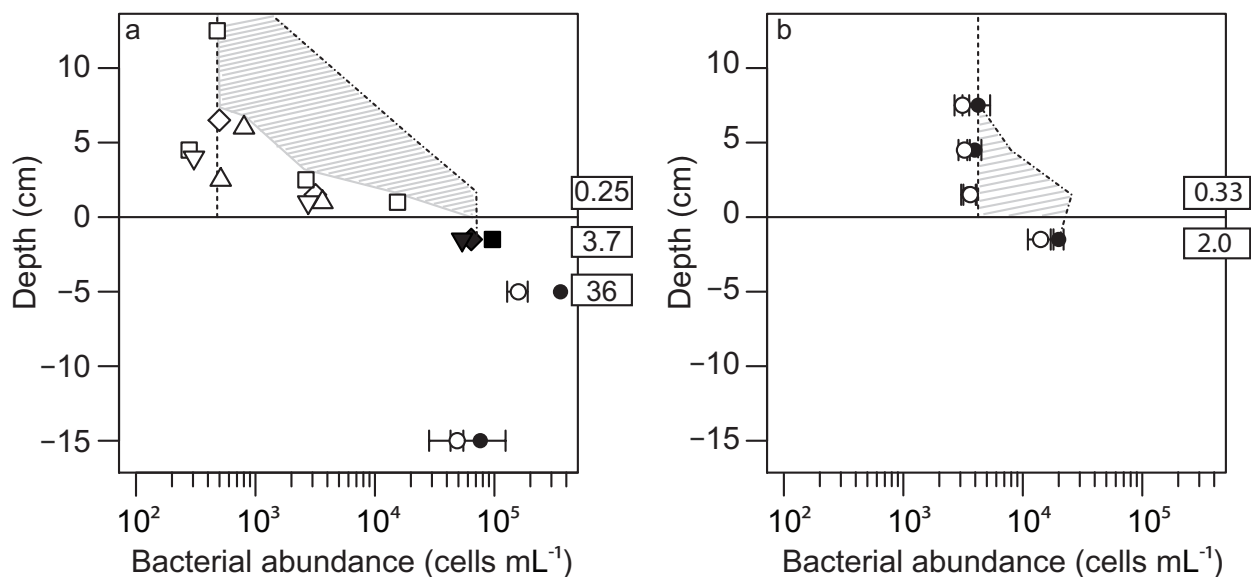 a
10
5
0
−5
−10
−15
Depth (cm)
0.25
3.7
36
10² 10³ 10⁴ 10⁵
Bacterial abundance (cells mL⁻¹)
b
10
5
0
−5
−10
−15
Depth (cm)
0.33
2.0
10² 10³ 10⁴ 10⁵
Bacterial abundance (cells mL⁻¹)